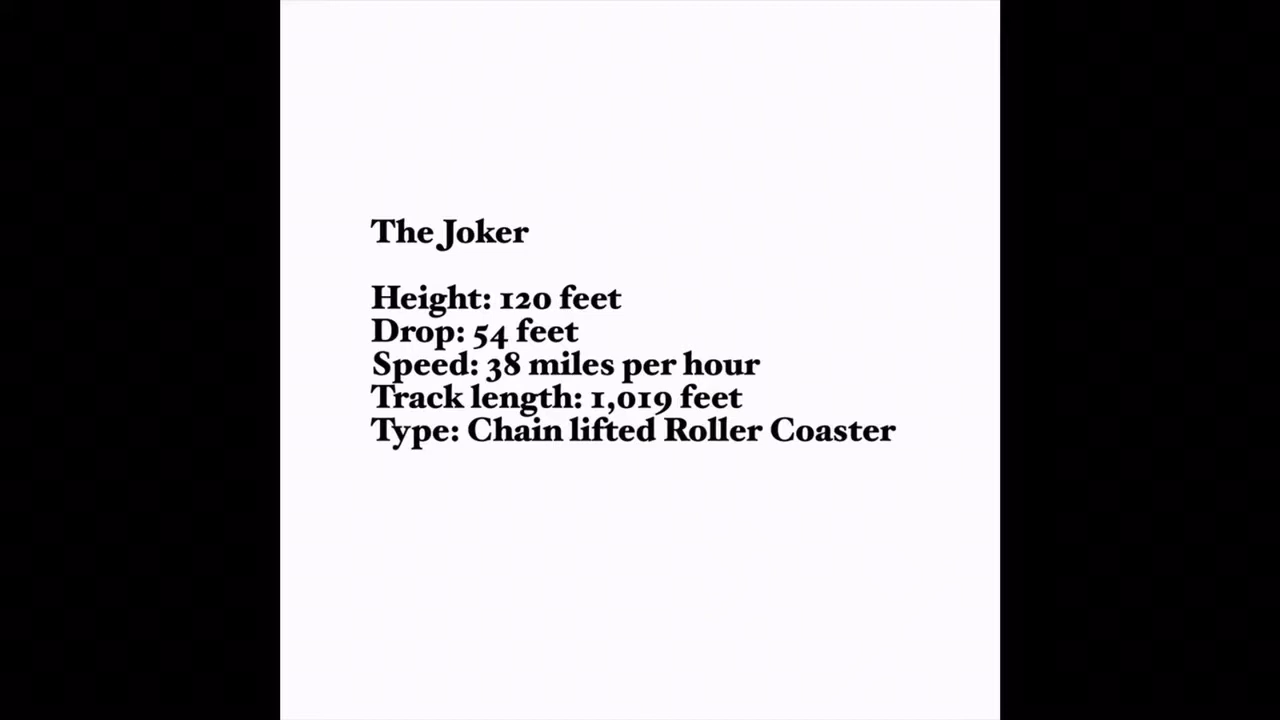 The Joker
Height: 120 feet
Drop: 54 feet
Speed: 38 miles per hour
Track length: 1,019 feet
Type: Chain lifted Roller Coaster